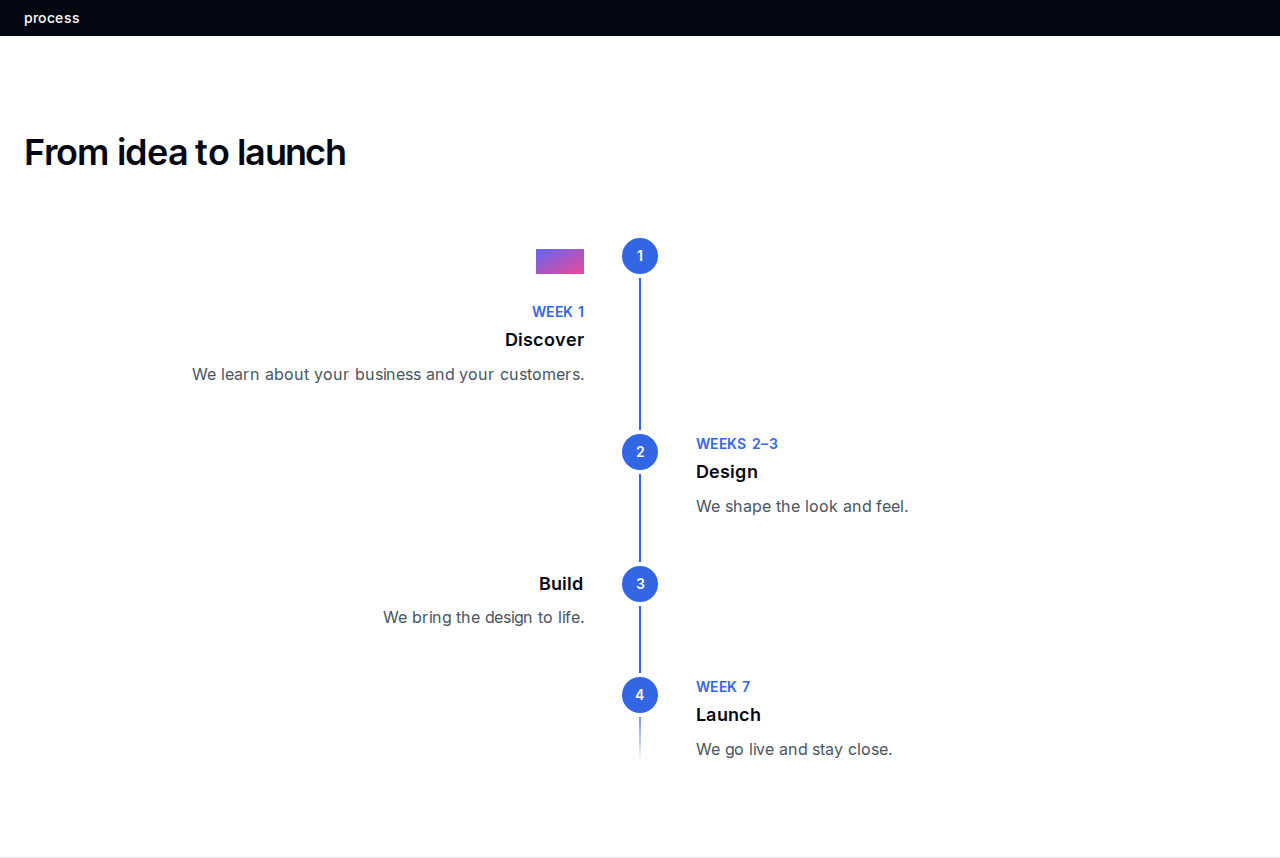 process
From idea to launch
1
WEEK 1
Discover
We learn about your business and your customers.
2
WEEKS 2–3
Design
We shape the look and feel.
3
Build
We bring the design to life.
4
WEEK 7
Launch
We go live and stay close.